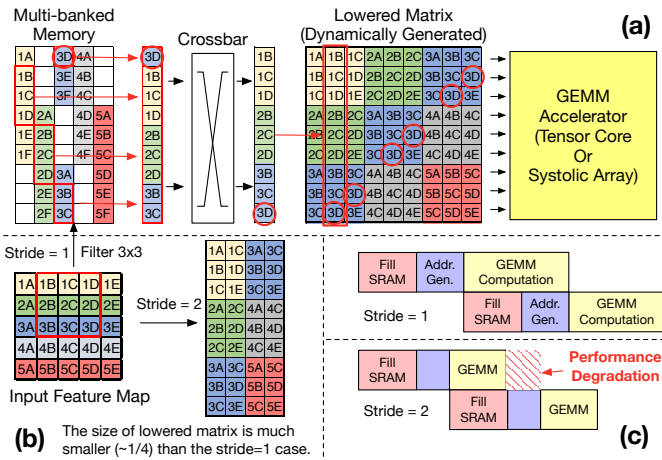 Multi-banked
Memory
1A 3D 4A
1B 3E 4B
1C 3F 4C
1D 2A 4D 5A
1E 2B 4E 5B
1F 2C 4F 5C
2D 3A 5D
2E 3B 5E
2F 3C 5F
3D
1B
1C
1D
2B
2C
2D
3B
3C
Crossbar
1B
1C
1D
2B
2C
2D
3B
3C
3D
Lowered Matrix
(Dynamically Generated)
1A 1B 1C 2A 2B 2C 3A 3B 3C
1B 1C 1D 2B 2C 2D 3B 3C 3D
1C 1D 1E 2C 2D 2E 3C 3D 3E
2A 2B 2C 3A 3B 3C 4A 4B 4C
2B 2C 2D 3B 3C 3D 4B 4C 4D
2C 2D 2E 3C 3D 3E 4C 4D 4E
3A 3B 3C 4A 4B 4C 5A 5B 5C
3B 3C 3D 4B 4C 4D 5B 5C 5D
3C 3D 3E 4C 4D 4E 5C 5D 5E
(a)
GEMM
Accelerator
(Tensor Core
Or
Systolic Array)
Stride = 1
Filter 3x3
1A 1B 1C 1D 1E
2A 2B 2C 2D 2E
3A 3B 3C 3D 3E
4A 4B 4C 4D 4E
5A 5B 5C 5D 5E
Input Feature Map
Stride = 2
1A 1C 3A 3C
1B 1D 3B 3D
1C 1E 3C 3E
2A 2C 4A 4C
2B 2D 4B 4D
2C 2E 4C 4E
3A 3C 5A 5C
3B 3D 5B 5D
3C 3E 5C 5E
(b)
The size of lowered matrix is much
smaller (~1/4) than the stride=1 case.
Fill
SRAM
Addr.
Gen.
GEMM
Computation
Stride = 1
Fill
SRAM
Addr.
Gen.
GEMM
Computation
Fill
SRAM
GEMM
Performance
Degradation
Stride = 2
Fill
SRAM
GEMM
(c)